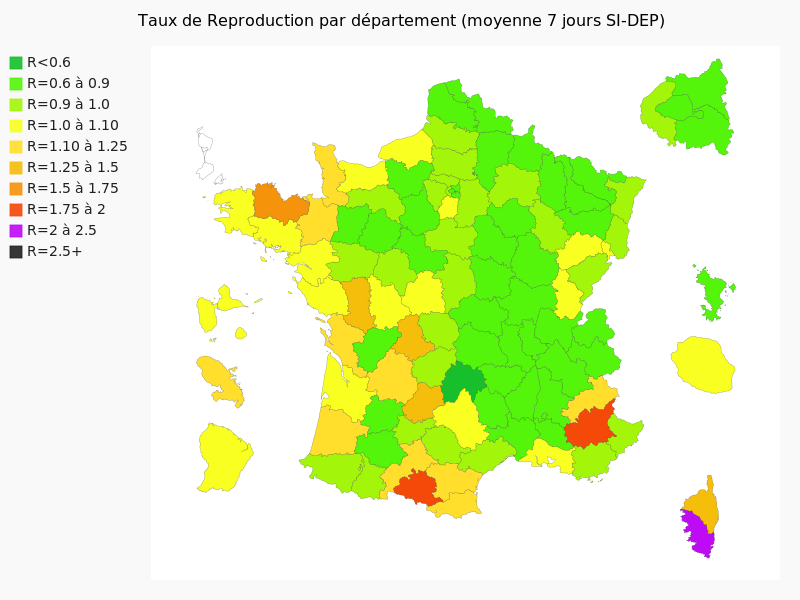 Taux de Reproduction par département (moyenne 7 jours SI-DEP)
R<0.6
R=0.6 à 0.9
R=0.9 à 1.0
R=1.0 à 1.10
R=1.10 à 1.25
R=1.25 à 1.5
R=1.5 à 1.75
R=1.75 à 2
R=2 à 2.5
R=2.5+